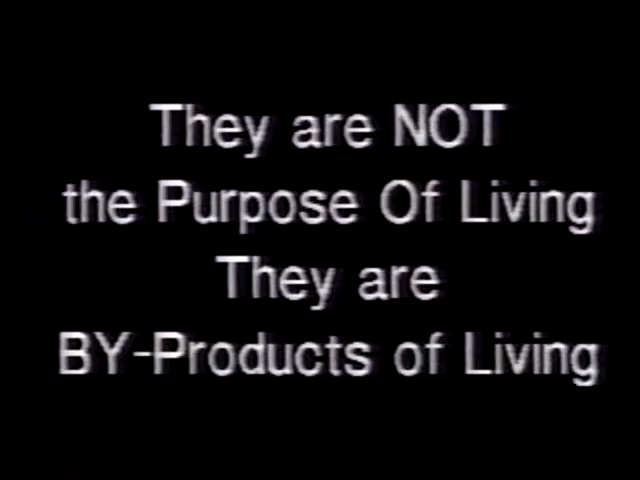 They are NOT
the Purpose Of Living
They are
BY-Products of Living